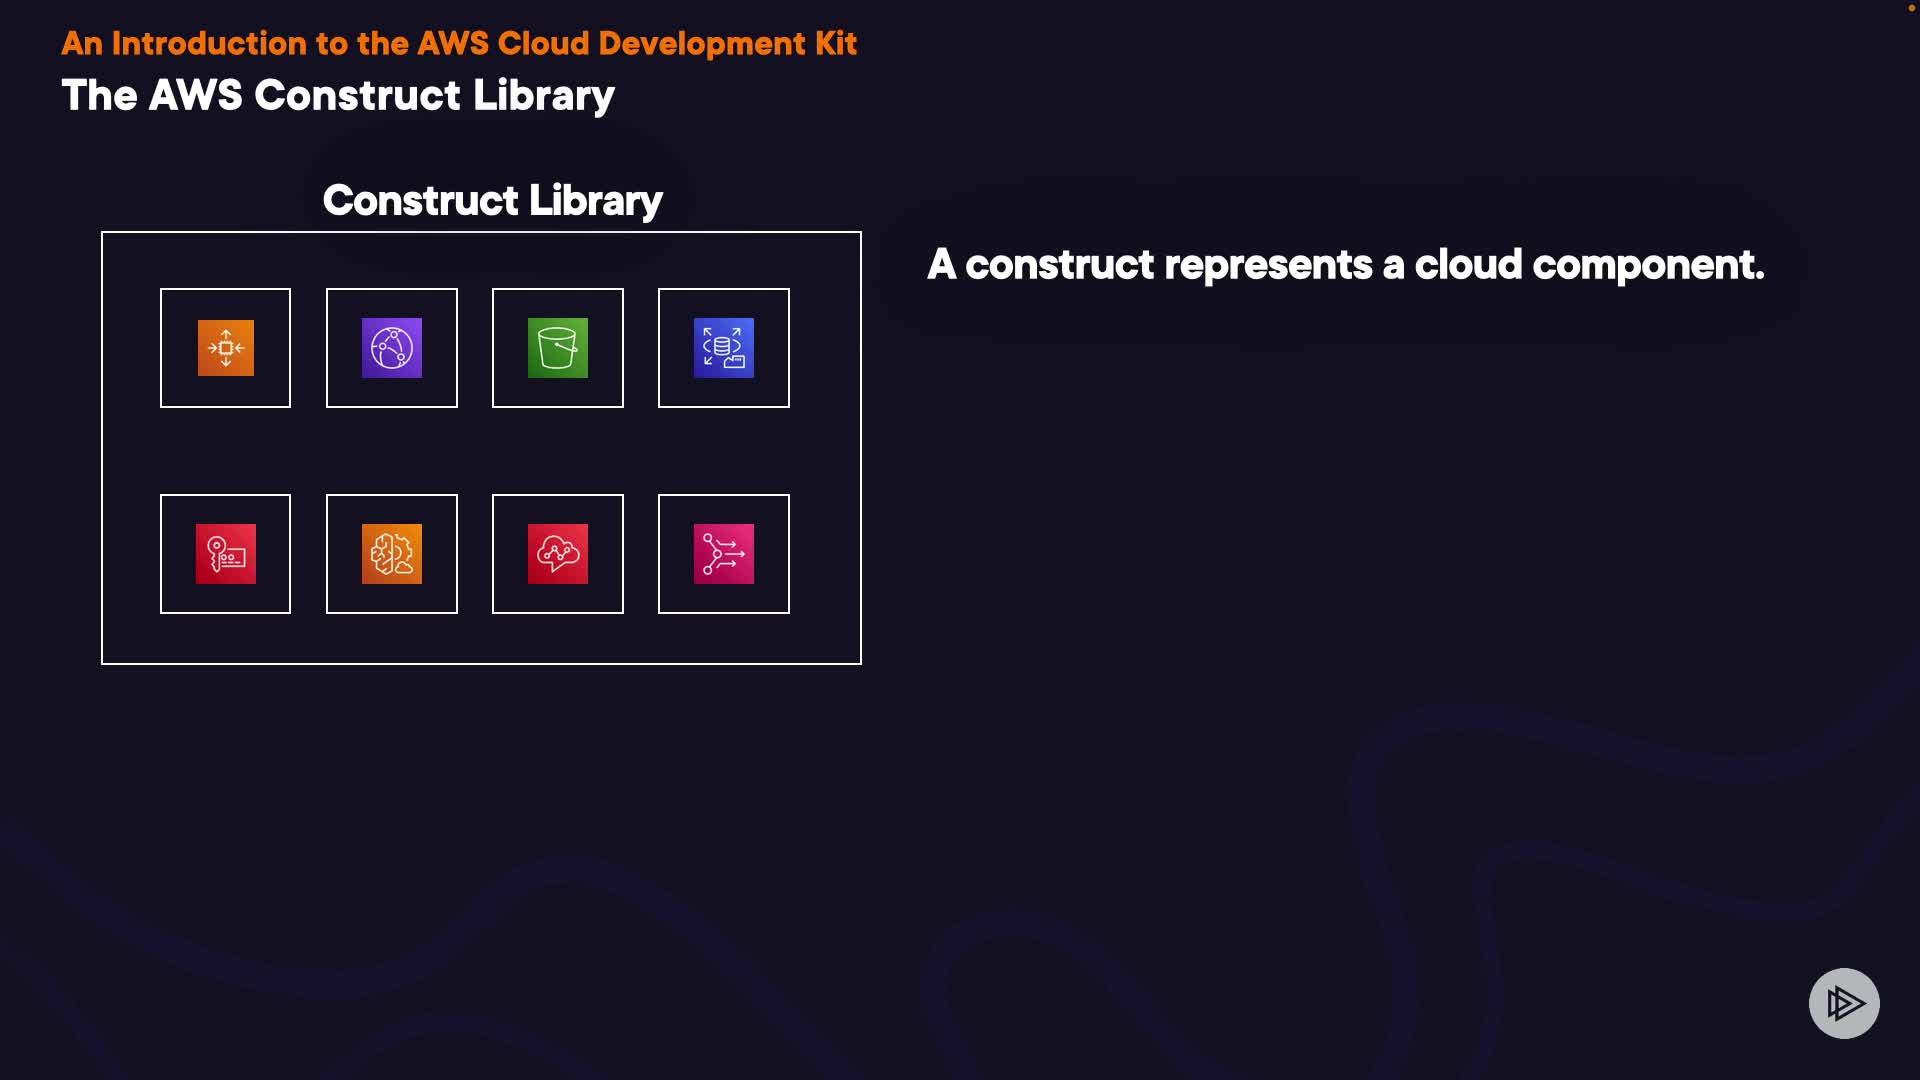 An Introduction to the AWS Cloud Development Kit
The AWS Construct Library
Construct Library
A construct represents a cloud component.